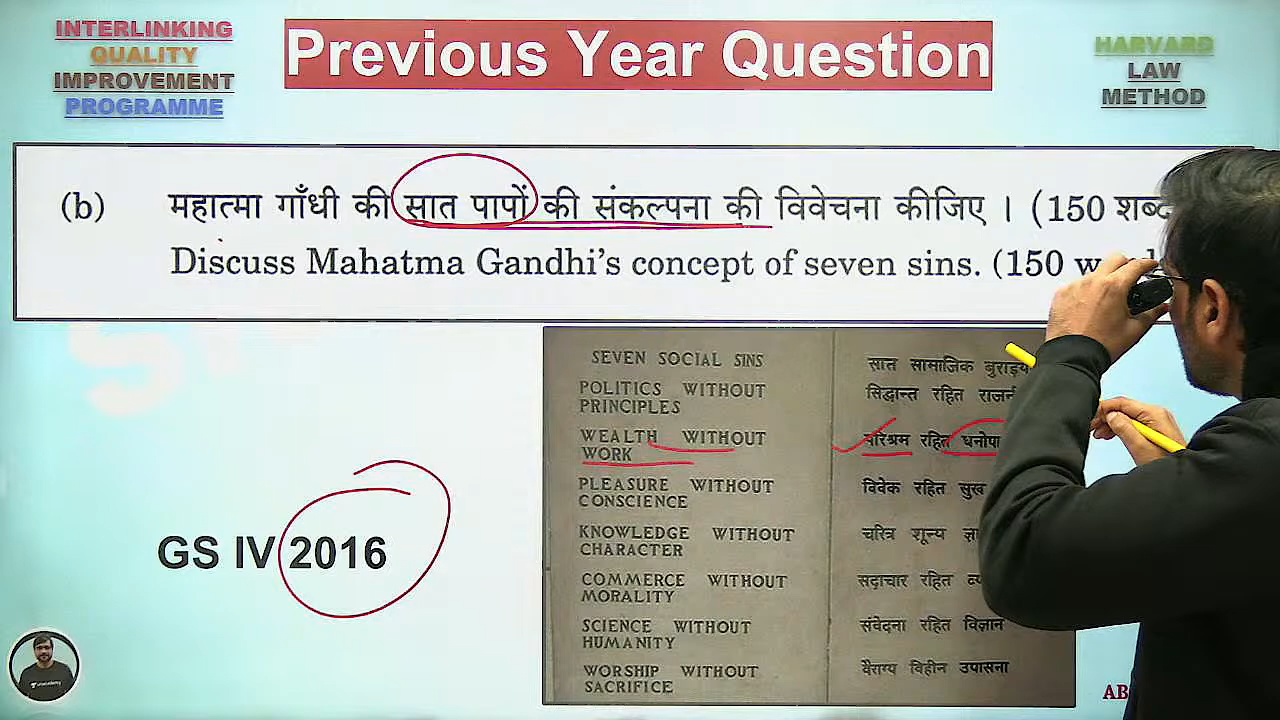 INTERLINKING
QUALITY
IMPROVEMENT
PROGRAMME
Previous Year Question
HARVARD
LAW
METHOD
(b) महात्मा गाँधी की सात पापों की संकल्पना की विवेचना कीजिए । (150
Discuss Mahatma Gandhi's concept of seven sins. (150
GS IV 2016
SEVEN SOCIAL SINS
POLITICS WITHOUT
PRINCIPLES
WEALTH WITHOUT
WORK
PLEASURE WITHOUT
CONSCIENCE
KNOWLEDGE WITHOUT
CHARACTER
COMMERCE WITHOUT
MORALITY
SCIENCE WITHOUT
HUMANITY
WORSHIP WITHOUT
SACRIFICE
सात सामाजिक
सिद्धान्त रहित
परिश्रम रहित
विवेक रहित सुख
चरित्र शून्य
सदाचार रहित
संवेदना रहित विज्ञान
वैराग्य विहीन उपासना